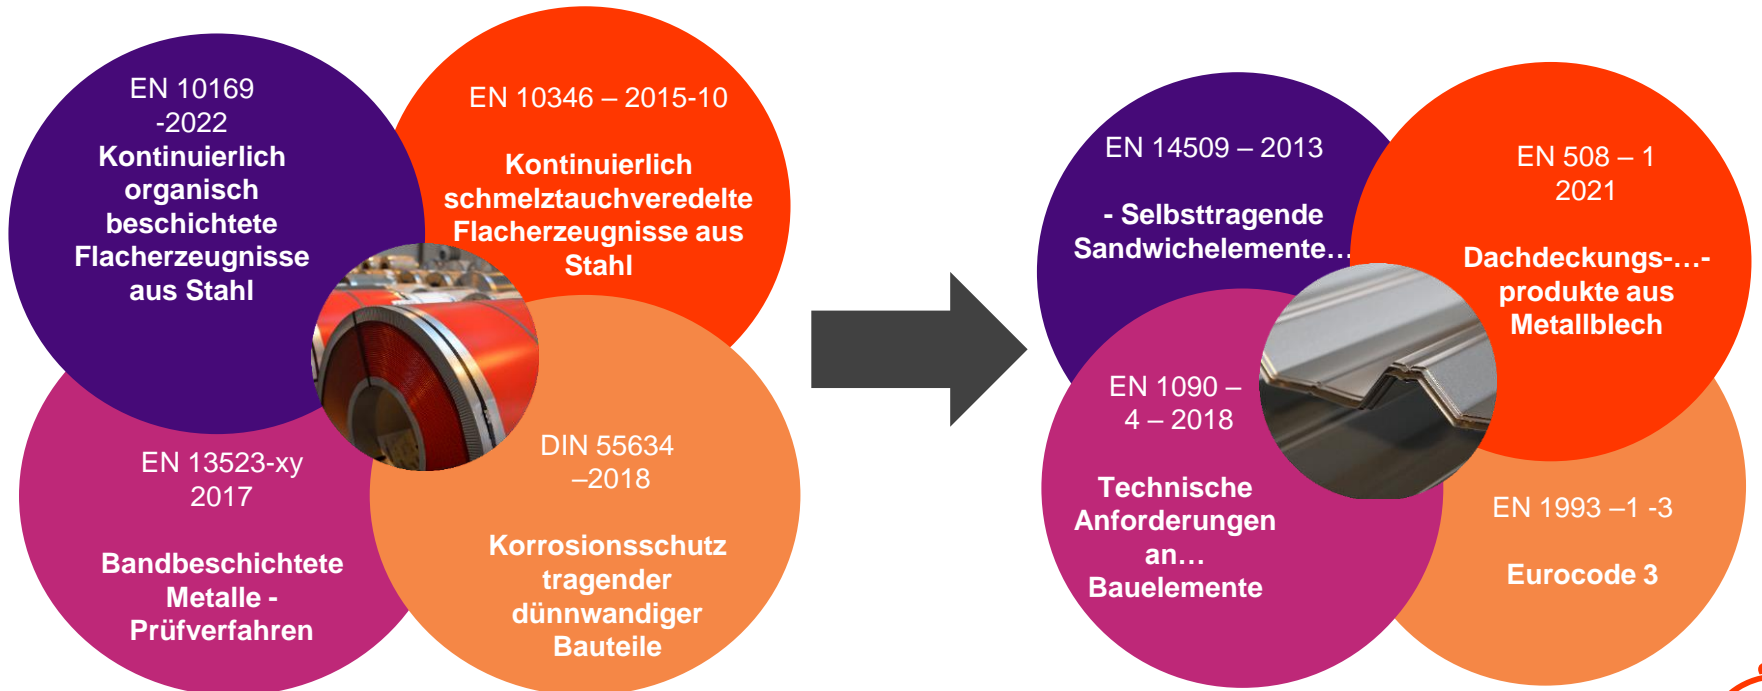 EN 10169
-2022
Kontinuierlich
organisch
beschichtete
Flacherzeugnisse
aus Stahl
EN 10346 – 2015-10
Kontinuierlich
schmelztauchveredelte
Flacherzeugnisse aus
Stahl
EN 13523-xy
2017
Bandbeschichtete
Metalle -
Prüfverfahren
DIN 55634
–2018
Korrosionsschutz
tragender
dünnwandiger
Bauteile
EN 14509 – 2013
- Selbsttragende
Sandwichelemente…
EN 508 – 1
2021
Dachdeckungs-…-
produkte aus
Metallblech
EN 1090 –
4 – 2018
Technische
Anforderungen
an…
Bauelemente
EN 1993 –1 -3
Eurocode 3